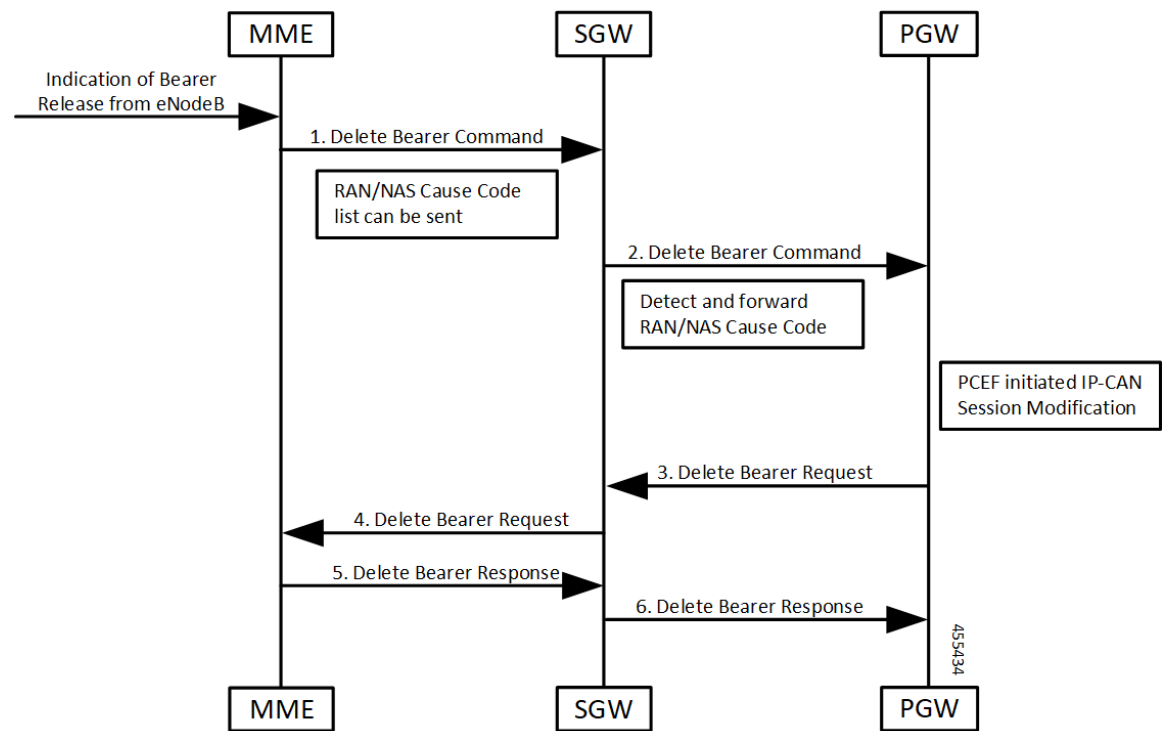 MME
SGW
PGW
Indication of Bearer
Release from eNodeB
1. Delete Bearer Command
RAN/NAS Cause Code
list can be sent
2. Delete Bearer Command
Detect and forward
RAN/NAS Cause Code
PCEF initiated IP-CAN
Session Modification
3. Delete Bearer Request
4. Delete Bearer Request
5. Delete Bearer Response
6. Delete Bearer Response
455434
MME
SGW
PGW